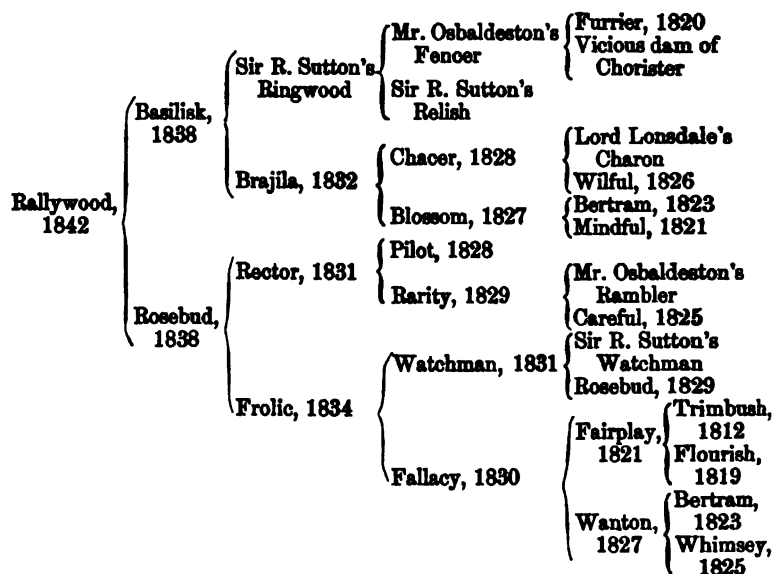 Rallywood,
1842
Basilisk,
1838
Rosebud,
1838
Sir R. Sutton's
Ringwood
Brajila, 1832
Rector, 1831
Frolic, 1834
Mr. Osbaldeston's
Fencer
Sir R. Sutton's
Relish
Chacer, 1828
Blossom, 1827
Pilot, 1828
Rarity, 1829
Watchman, 1831
Fallacy, 1830
Furrier, 1820
Vicious dam of
Chorister
Lord Lonsdale's
Charon
Wilful, 1826
Bertram, 1823
Mindful, 1821
Mr. Osbaldeston's
Rambler
Careful, 1825
Sir R. Sutton's
Watchman
Rosebud, 1829
Fairplay,
1821
Wanton,
1827
Trimbush,
1812
Flourish,
1819
Bertram,
1823
Whimsey,
1825